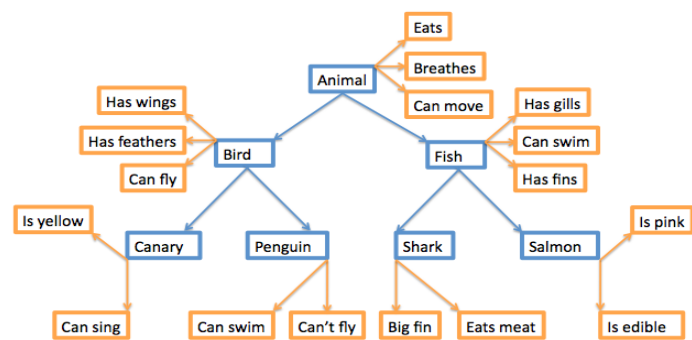 Eats
Animal
Breathes
Can move
Has wings
Has feathers
Can fly
Bird
Has gills
Can swim
Has fins
Fish
Is yellow
Canary
Can sing
Penguin
Can swim
Can't fly
Shark
Big fin
Eats meat
Salmon
Is pink
Is edible